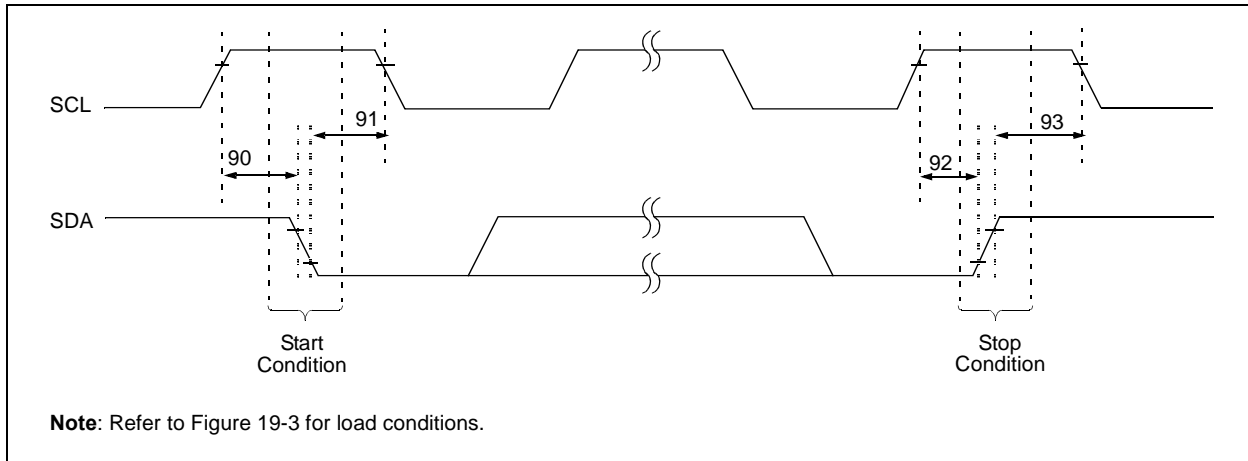 SCL
91
93
90
92
SDA
Start
Condition
Stop
Condition
Note: Refer to Figure 19-3 for load conditions.